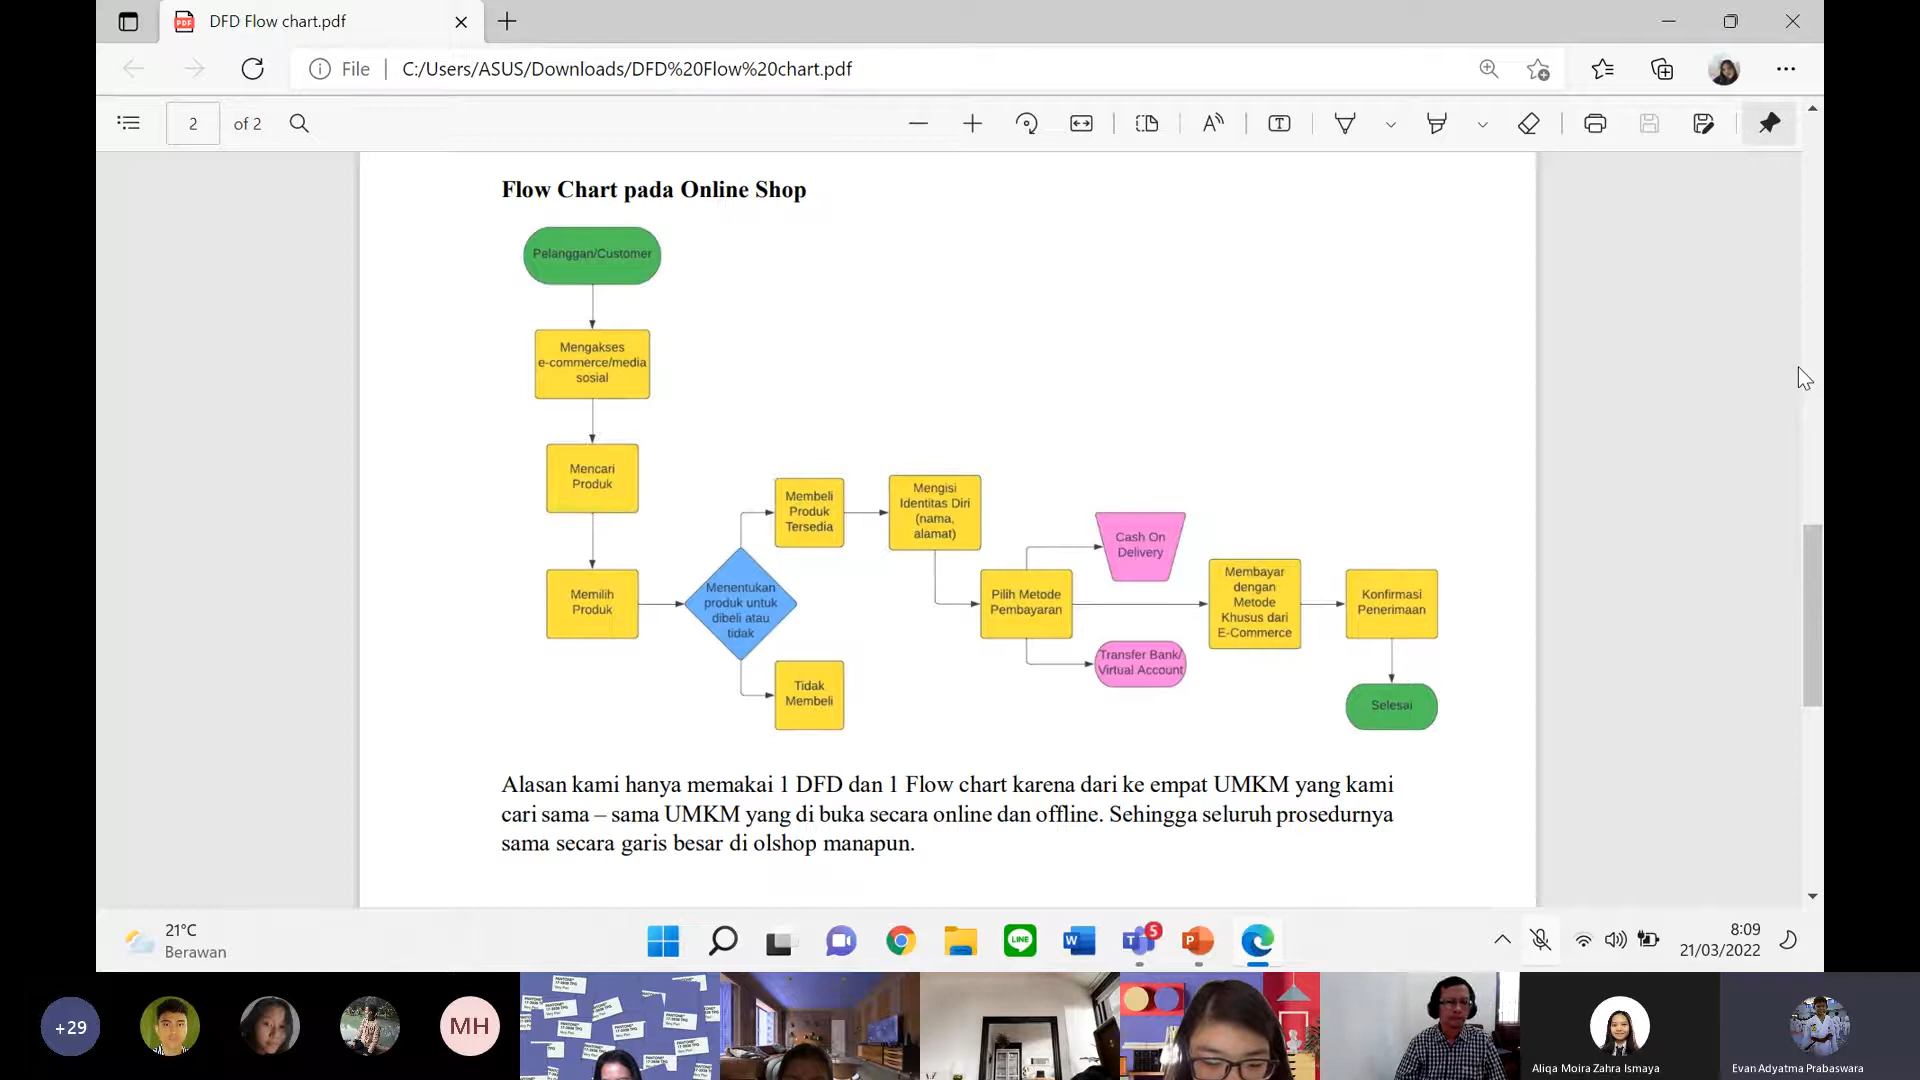 DFD Flow chart.pdf
File
C:/Users/ASUS/Downloads/DFD%20Flow%20chart.pdf
2
of 2
Flow Chart pada Online Shop
Pelanggan/Customer
Mengakses
e-commerce/media
sosial
Mencari
Produk
Memilih
Produk
Menentukan
produk untuk
dibeli atau
tidak
Membeli
Produk
Tersedia
Tidak
Membeli
Mengisi
Identitas Diri
(nama,
alamat)
Pilih Metode
Pembayaran
Cash On
Delivery
Transfer Bank/
Virtual Account
Membayar
dengan
Metode
Khusus dari
E-Commerce
Konfirmasi
Penerimaan
Selesai
Alasan kami hanya memakai 1 DFD dan 1 Flow chart karena dari ke empat UMKM yang kami
cari sama – sama UMKM yang di buka secara online dan offline. Sehingga seluruh prosedurnya
sama secara garis besar di olshop manapun.
21°C
Berawan
LINE
5
8:09
21/03/2022
+29
MH
Aliqa Moira Zahra Ismaya
Evan Adyatma Prabaswara